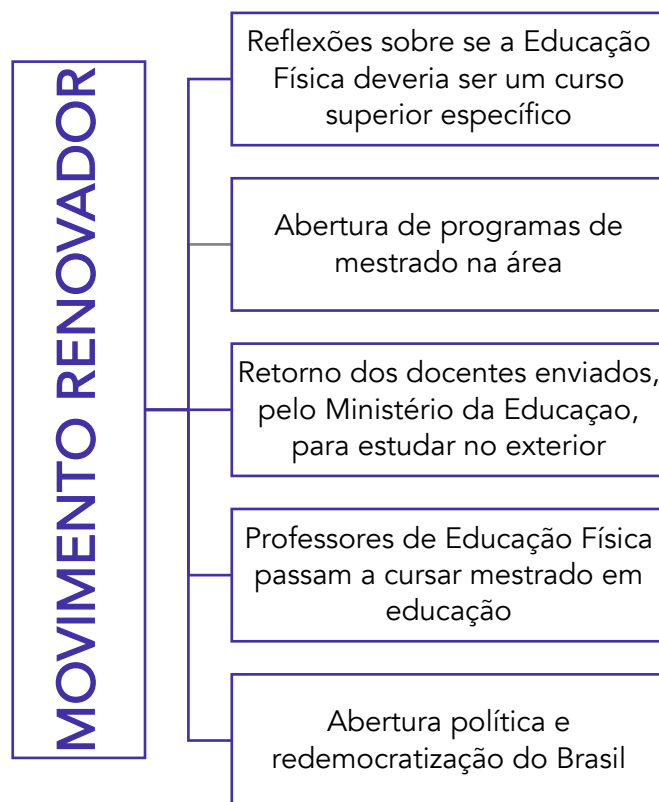 MOVIMENTO RENOVADOR
Reflexões sobre se a Educação
Física deveria ser um curso
superior específico
Abertura de programas de
mestrado na área
Retorno dos docentes enviados,
pelo Ministério da Educaçao,
para estudar no exterior
Professores de Educação Física
passam a cursar mestrado em
educação
Abertura política e
redemocratização do Brasil